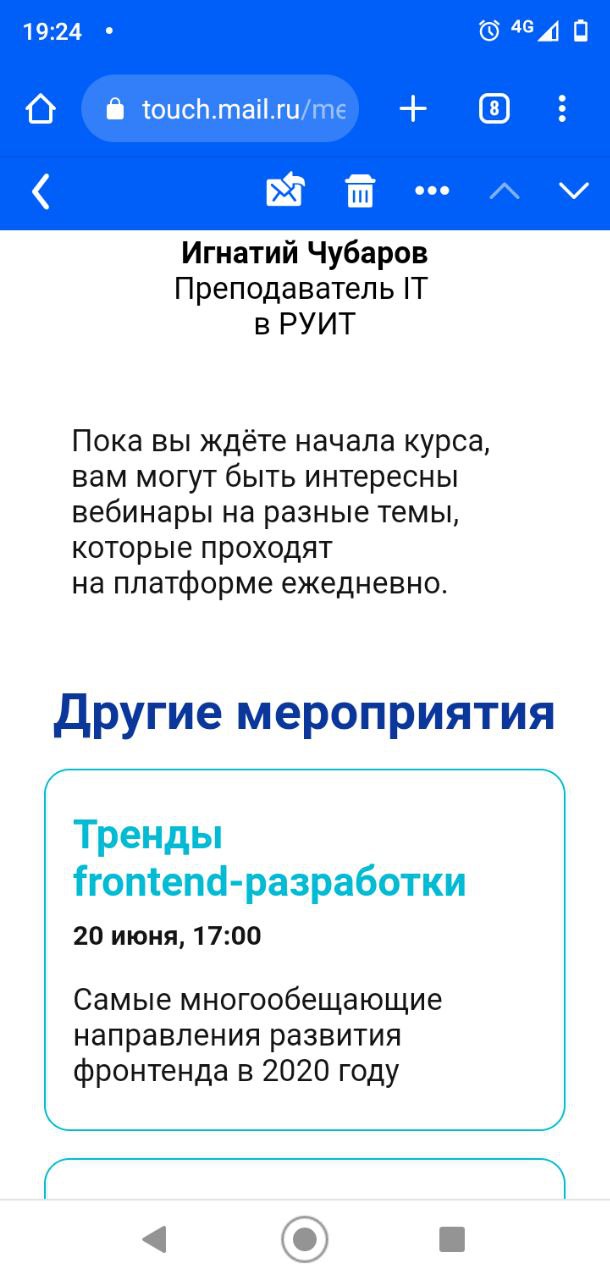 19:24
4G
touch.mail.ru/me
8
Игнатий Чубаров
Преподаватель IT
в РУИТ
Пока вы ждёте начала курса,
вам могут быть интересны
вебинары на разные темы,
которые проходят
на платформе ежедневно.
Другие мероприятия
Тренды
frontend-разработки
20 июня, 17:00
Самые многообещающие
направления развития
фронтенда в 2020 году